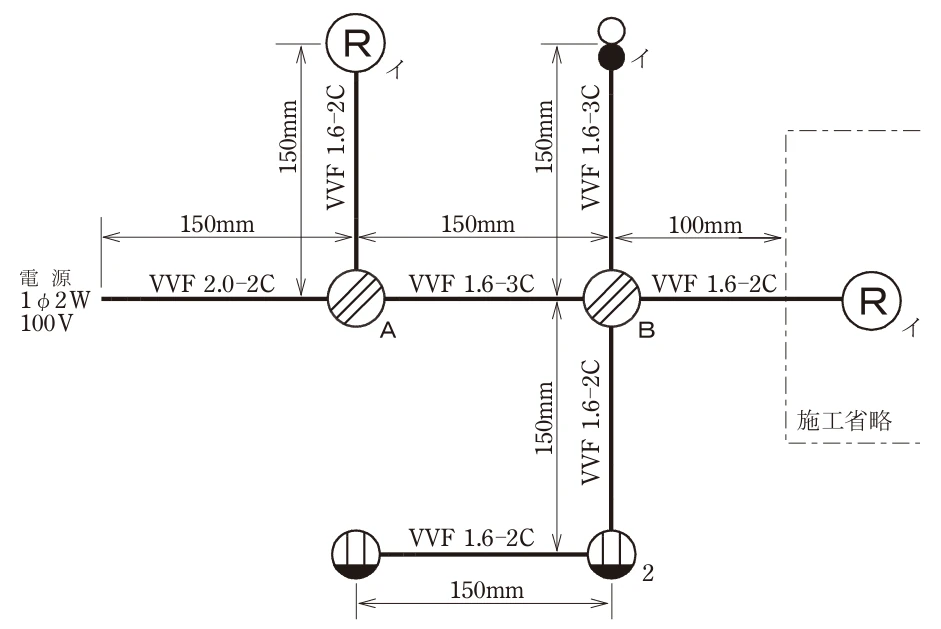 R
イ
イ
150mm
VVF 1.6-2C
150mm
VVF 1.6-3C
150mm
150mm
100mm
電 源
1φ2W
100V
VVF 2.0-2C
VVF 1.6-3C
VVF 1.6-2C
R
イ
A
B
150mm
VVF 1.6-2C
施工省略
VVF 1.6-2C
2
150mm